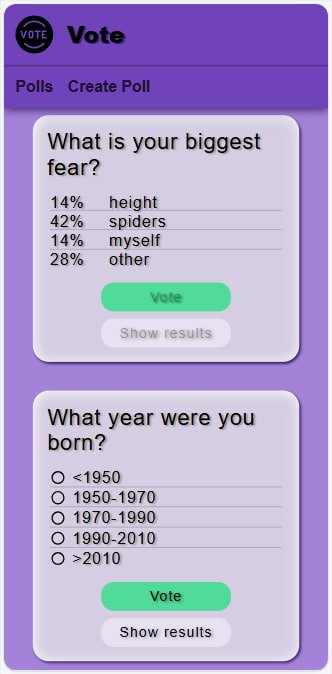 VOTE Vote
Polls Create Poll
What is your biggest
fear?
14% height
42% spiders
14% myself
28% other
Vote
Show results
What year were you
born?
<1950
1950-1970
1970-1990
1990-2010
>2010
Vote
Show results